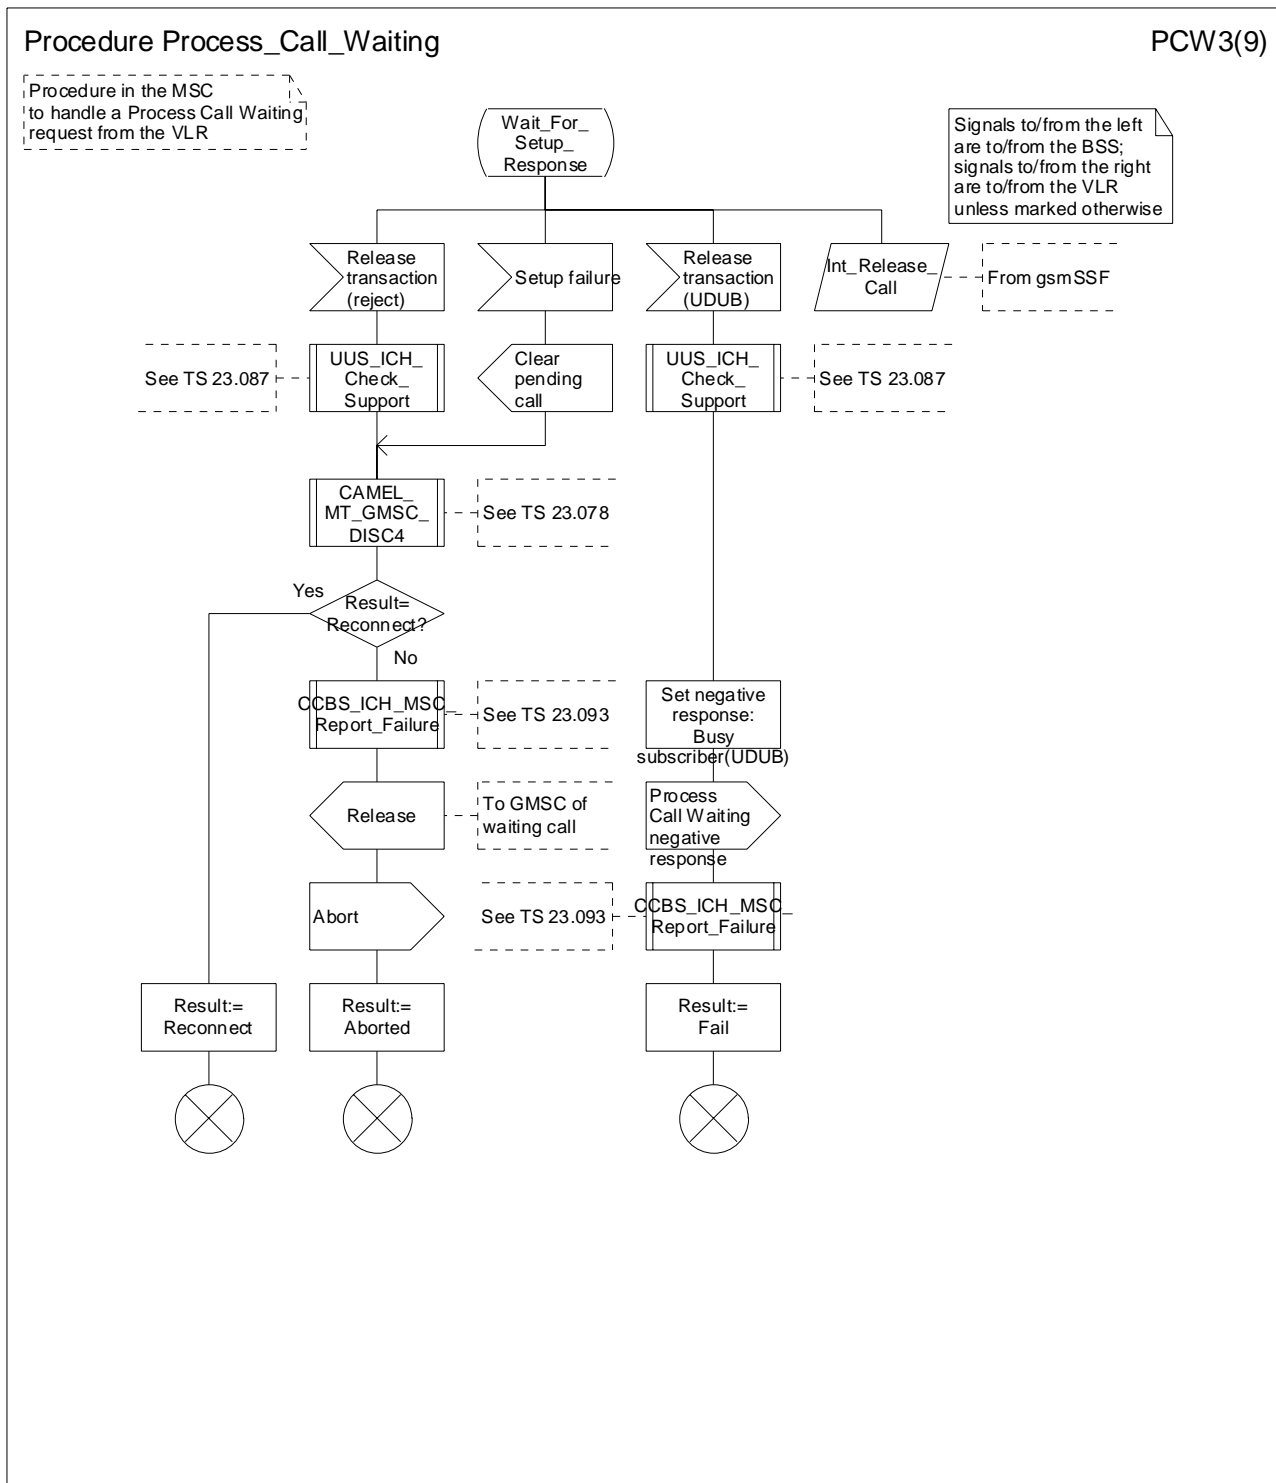 Procedure Process_Call_Waiting
PCW3(9)
Procedure in the MSC
to handle a Process Call Waiting
request from the VLR
Wait_For_
Setup_
Response
Signals to/from the left
are to/from the BSS;
signals to/from the right
are to/from the VLR
unless marked otherwise
Release
transaction
(reject)
Setup failure
Release
transaction
(UDUB)
Int_Release_
Call
From gsmSSF
See TS 23.087
UUS_ICH_
Check_
Support
Clear
pending
call
UUS_ICH_
Check_
Support
See TS 23.087
CAMEL_
MT_GMSC_
DISC4
See TS 23.078
Yes
Result=
Reconnect?
No
CCBS_ICH_MSC_
Report_Failure
See TS 23.093
Set negative
response:
Busy
subscriber(UDUB)
Release
To GMSC of
waiting call
Process
Call Waiting
negative
response
Abort
See TS 23.093
CCBS_ICH_MSC_
Report_Failure
Result:=
Reconnect
Result:=
Aborted
Result:=
Fail